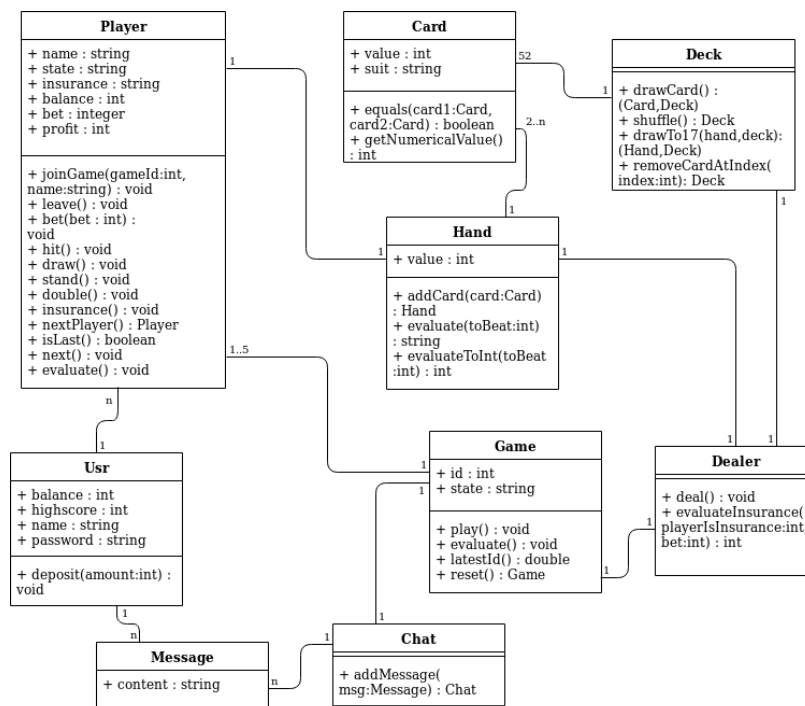 Player
+ name : string
+ state : string
+ insurance : string
+ balance : int
+ bet : integer
+ profit : int
+ joinGame(gameId:int,
name:string) : void
+ leave() : void
+ bet(bet : int) :
void
+ hit() : void
+ draw() : void
+ stand() : void
+ double() : void
+ insurance() : void
+ nextPlayer() : Player
+ isLast() : boolean
+ next() : void
+ evaluate() : void
1
1..5
n
Card
+ value : int
+ suit : string
+ equals(card1:Card,
card2:Card) : boolean
+ getNumericalValue()
: int
52
2..n
1
Deck
+ drawCard() :
(Card,Deck)
+ shuffle() : Deck
+ drawTo17(hand,deck):
(Hand,Deck)
+ removeCardAtIndex(
index:int): Deck
1
1
Hand
+ value : int
+ addCard(card:Card)
: Hand
+ evaluate(toBeat:int)
: string
+ evaluateToInt(toBeat
:int) : int
1
1
Game
+ id : int
+ state : string
+ play() : void
+ evaluate() : void
+ latestId() : double
+ reset() : Game
1
1
1
1 1
Dealer
+ deal() : void
+ evaluateInsurance(
playerIsInsurance:int,
bet:int) : int
1
1
Usr
+ balance : int
+ highscore : int
+ name : string
+ password : string
+ deposit(amount:int) :
void
1
n
Message
+ content : string
n
1
1
Chat
+ addMessage(
msg:Message) : Chat